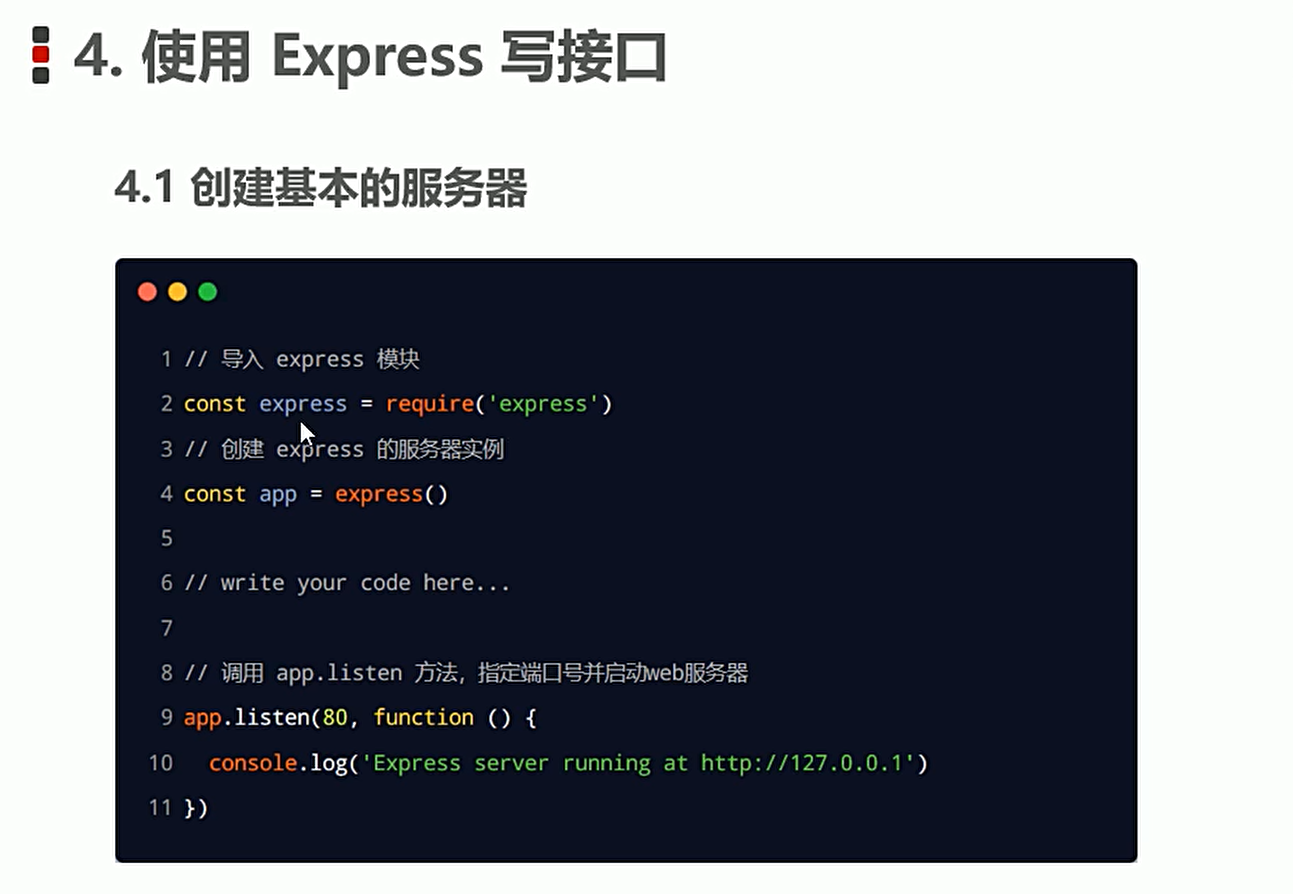 4. 使用 Express 写接口
4.1 创建基本的服务器
1 // 导入 express 模块
2 const express = require('express')
3 // 创建 express 的服务器实例
4 const app = express()
5
6 // write your code here...
7
8 // 调用 app.listen 方法，指定端口号并启动web服务器
9 app.listen(80, function () {
10   console.log('Express server running at http://127.0.0.1')
11 })